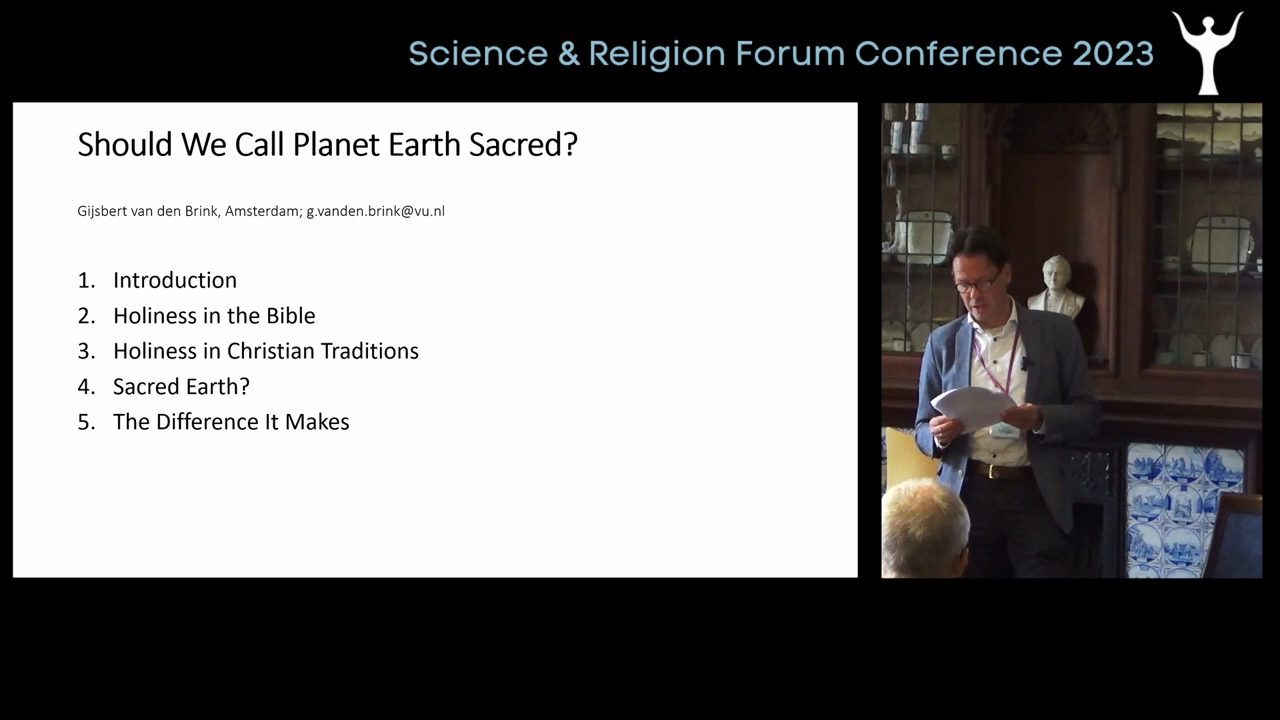 Science & Religion Forum Conference 2023
Should We Call Planet Earth Sacred?
Gijsbert van den Brink, Amsterdam; g.vanden.brink@vu.nl
1. Introduction
2. Holiness in the Bible
3. Holiness in Christian Traditions
4. Sacred Earth?
5. The Difference It Makes